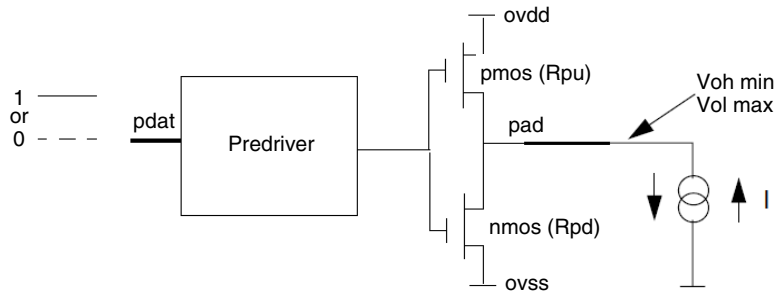 ovdd
pmos (Rpu)
Voh min
Vol max
1
or
0
pdat
Predriver
pad
I
nmos (Rpd)
ovss